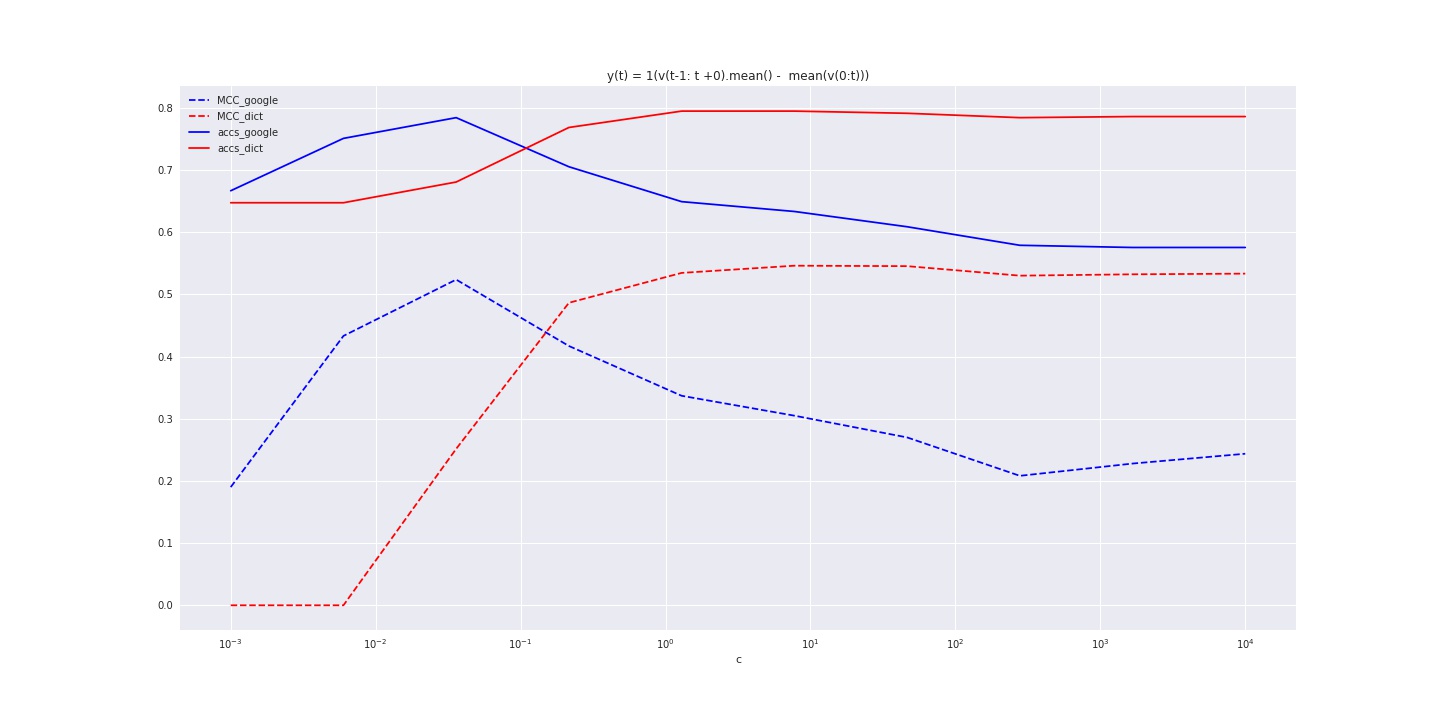 y(t) = 1(v(t-1: t +0).mean() -  mean(v(0:t)))
MCC_google
MCC_dict
accs_google
accs_dict
0.8
0.7
0.6
0.5
0.4
0.3
0.2
0.1
0.0
10⁻³ 10⁻² 10⁻¹ 10⁰ 10¹ 10² 10³ 10⁴
c